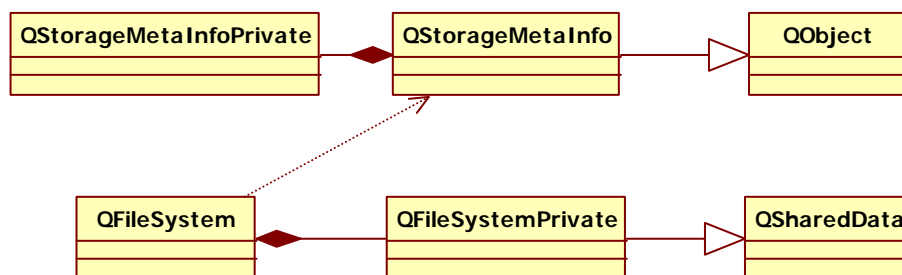 QStorageMetaInfoPrivate
QStorageMetaInfo
QObject
QFileSystem
QFileSystemPrivate
QSharedData